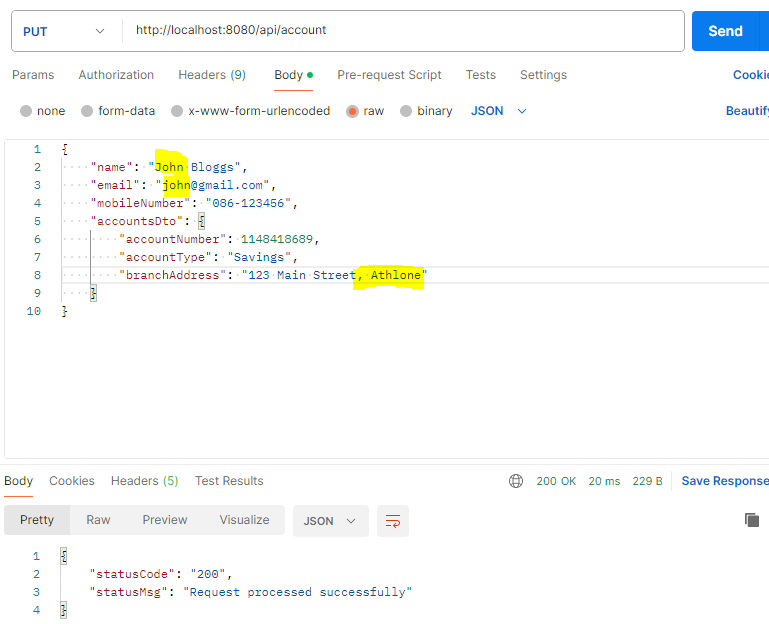 PUT http://localhost:8080/api/account Send
Params Authorization Headers (9) Body Pre-request Script Tests Settings Cookie
none form-data x-www-form-urlencoded raw binary JSON Beautify
1 {
2 "name": "John Bloggs",
3 "email": "john@gmail.com",
4 "mobileNumber": "086-123456",
5 "accountsDto": {
6 "accountNumber": 1148418689,
7 "accountType": "Savings",
8 "branchAddress": "123 Main Street, Athlone"
9 }
10 }
Body Cookies Headers (5) Test Results 200 OK 20 ms 229 B Save Response
Pretty Raw Preview Visualize JSON
1 {
2 "statusCode": "200",
3 "statusMsg": "Request processed successfully"
4 }